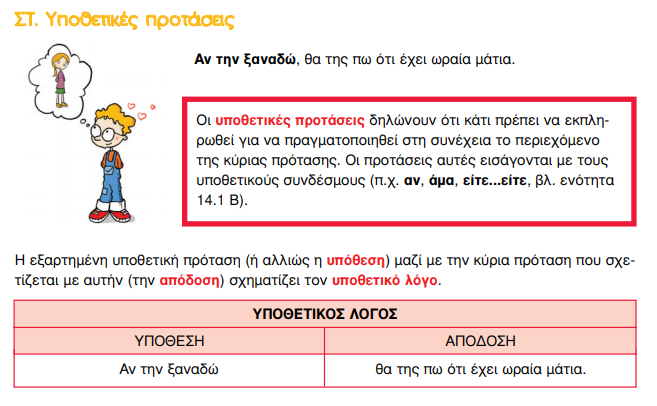 ΣΤ. Υποθετικές προτάσεις
Αν την ξαναδώ, θα της πω ότι έχει ωραία μάτια.
Οι υποθετικές προτάσεις δηλώνουν ότι κάτι πρέπει να εκπλη-
ρωθεί για να πραγματοποιηθεί στη συνέχεια το περιεχόμενο
της κύριας πρότασης. Οι προτάσεις αυτές εισάγονται με τους
υποθετικούς συνδέσμους (π.χ. αν, άμα, είτε...είτε, βλ. ενότητα
14.1 Β).
Η εξαρτημένη υποθετική πρόταση (ή αλλιώς η υπόθεση) μαζί με την κύρια πρόταση που σχε-
τίζεται με αυτήν (την απόδοση) σχηματίζει τον υποθετικό λόγο.
ΥΠΟΘΕΤΙΚΟΣ ΛΟΓΟΣ
ΥΠΟΘΕΣΗ ΑΠΟΔΟΣΗ
Αν την ξαναδώ θα της πω ότι έχει ωραία μάτια.